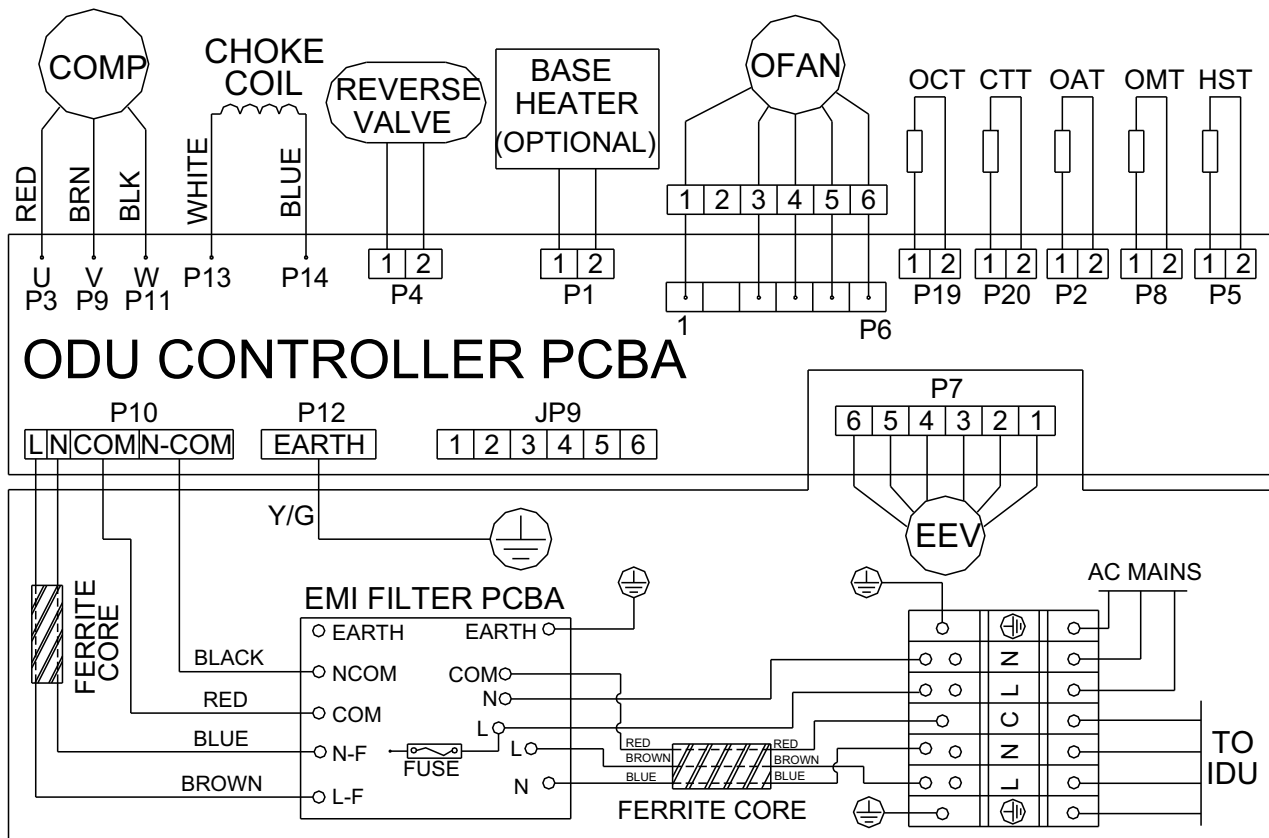 COMP
CHOKE
COIL
REVERSE
VALVE
BASE
HEATER
(OPTIONAL)
OFAN
OCT CTT OAT OMT HST
RED BRN BLK WHITE BLUE
1 2 3 4 5 6
U V W P13 P14
P3 P9 P11
1 2
P4
1 2
P1
1 P6
1 2 1 2 1 2 1 2 1 2
P19 P20 P2 P8 P5
ODU CONTROLLER PCBA
P10 P12 JP9 P7
L N COM N-COM
EARTH
1 2 3 4 5 6
6 5 4 3 2 1
Y/G
EEV
FERRITE
CORE
EMI FILTER PCBA
AC MAINS
EARTH EARTH
BLACK NCOM COM
N
RED COM
L
BLUE N-F
FUSE
L
BROWN L-F
N
RED RED
BROWN BROWN
BLUE BLUE
FERRITE CORE
N
L
C
N
L
TO
IDU